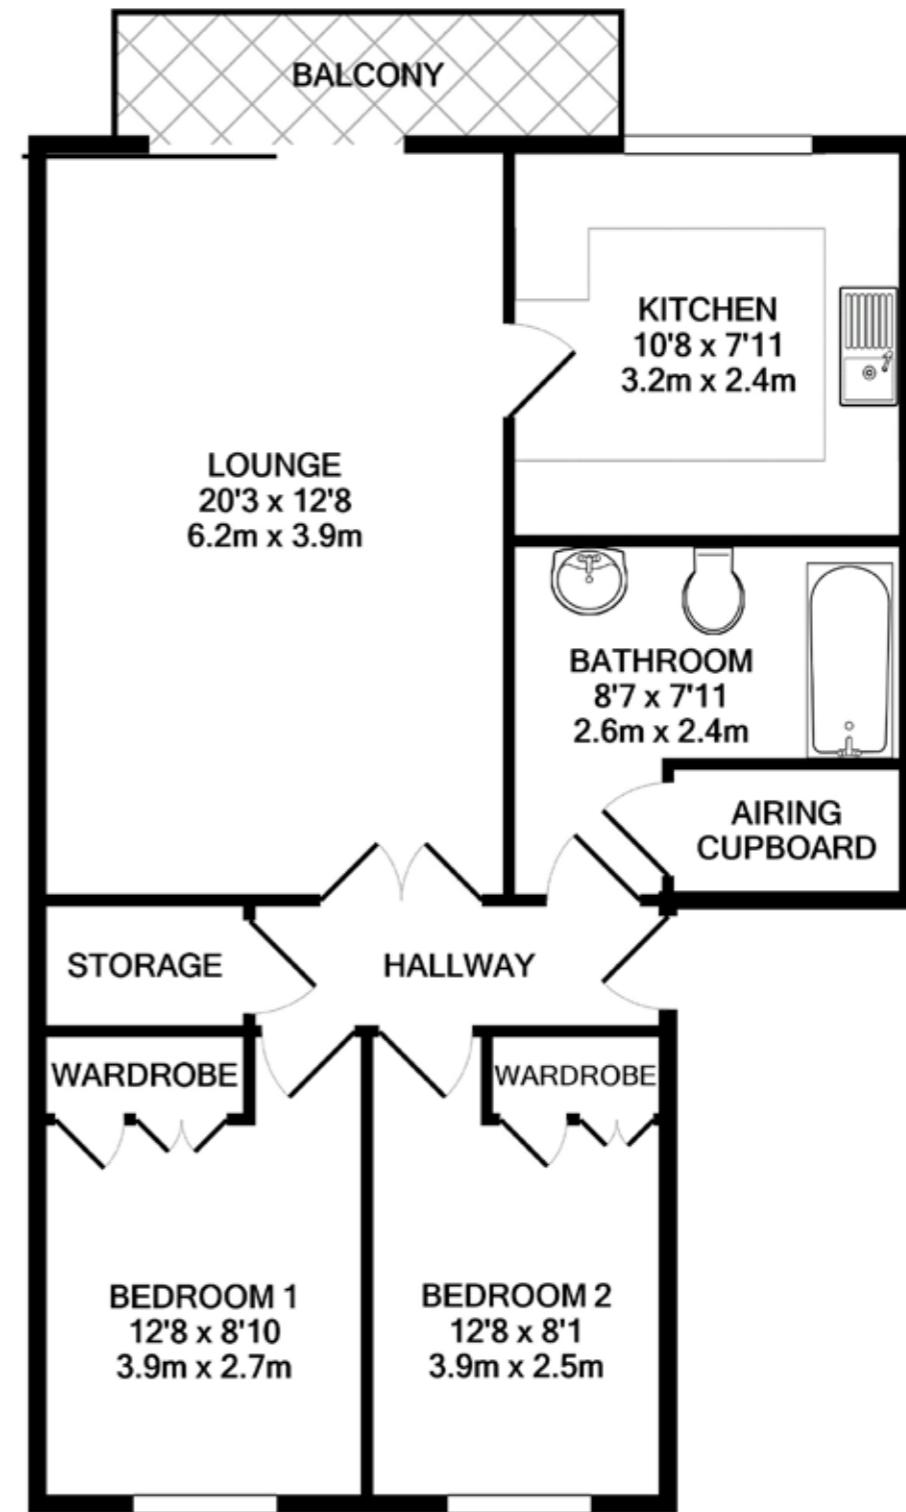 BALCONY
KITCHEN
10'8 x 7'11
3.2m x 2.4m
LOUNGE
20'3 x 12'8
6.2m x 3.9m
BATHROOM
8'7 x 7'11
2.6m x 2.4m
AIRING
CUPBOARD
STORAGE
HALLWAY
WARDROBE
WARDROBE
BEDROOM 1
12'8 x 8'10
3.9m x 2.7m
BEDROOM 2
12'8 x 8'1
3.9m x 2.5m